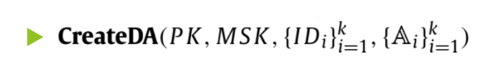 ▶ CreateDA(PK, MSK, {ID_i}_{i=1}^{k}, {𝔸_i}_{i=1}^{k})